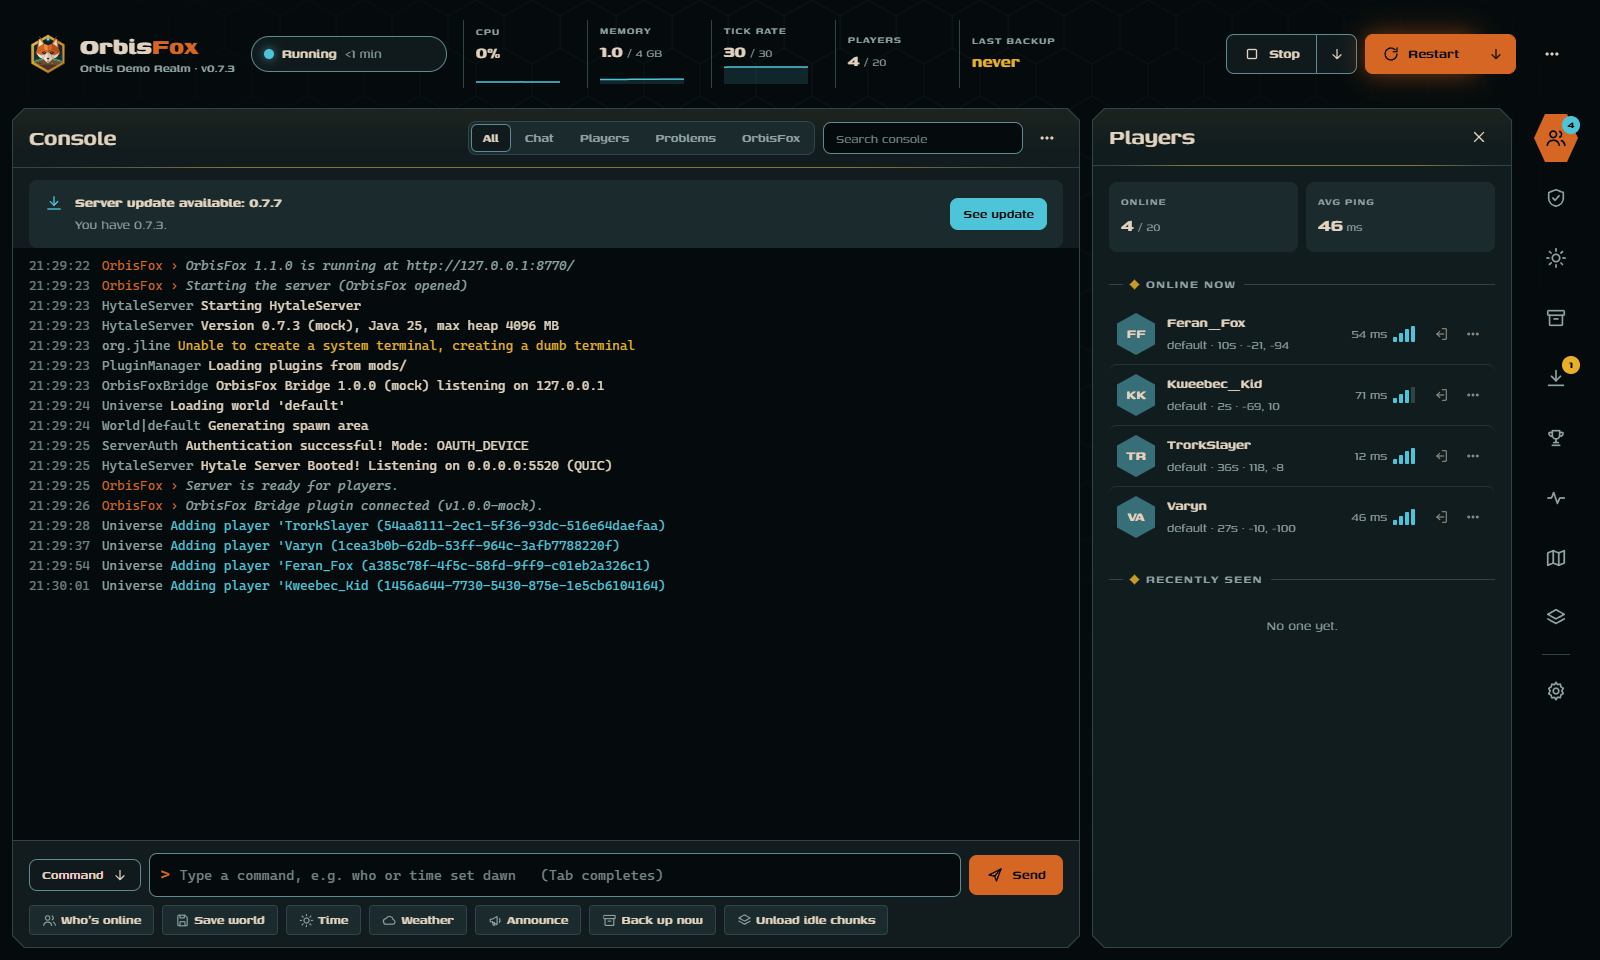 OrbisFox
Orbis Demo Realm · v0.7.3
Running <1 min
CPU
0%
MEMORY
1.0 / 4 GB
TICK RATE
30 / 30
PLAYERS
4 / 20
LAST BACKUP
never
Stop
Restart
Console
All
Chat
Players
Problems
OrbisFox
Search console
Server update available: 0.7.7
You have 0.7.3.
See update
21:29:22 OrbisFox › OrbisFox 1.1.0 is running at http://127.0.0.1:8770/
21:29:23 OrbisFox › Starting the server (OrbisFox opened)
21:29:23 HytaleServer Starting HytaleServer
21:29:23 HytaleServer Version 0.7.3 (mock), Java 25, max heap 4096 MB
21:29:23 org.jline Unable to create a system terminal, creating a dumb terminal
21:29:23 PluginManager Loading plugins from mods/
21:29:23 OrbisFoxBridge OrbisFox Bridge 1.0.0 (mock) listening on 127.0.0.1
21:29:24 Universe Loading world 'default'
21:29:24 World|default Generating spawn area
21:29:25 ServerAuth Authentication successful! Mode: OAUTH_DEVICE
21:29:25 HytaleServer Hytale Server Booted! Listening on 0.0.0.0:5520 (QUIC)
21:29:25 OrbisFox › Server is ready for players.
21:29:26 OrbisFox › OrbisFox Bridge plugin connected (v1.0.0-mock).
21:29:28 Universe Adding player 'TrorkSlayer (54aa8111-2ec1-5f36-93dc-516e64daefaa)
21:29:37 Universe Adding player 'Varyn (1cea3b0b-62db-53ff-964c-3afb7788220f)
21:29:54 Universe Adding player 'Feran_Fox (a385c78f-4f5c-58fd-9ff9-c01eb2a326c1)
21:30:01 Universe Adding player 'Kweebec_Kid (1456a644-7730-5430-875e-1e5cb6104164)
Command
> Type a command, e.g. who or time set dawn (Tab completes)
Send
Who's online
Save world
Time
Weather
Announce
Back up now
Unload idle chunks
Players
ONLINE
4 / 20
AVG PING
46 ms
ONLINE NOW
FF
Feran_Fox
default · 10s · -21, -94
54 ms
KK
Kweebec_Kid
default · 2s · -69, 10
71 ms
TR
TrorkSlayer
default · 36s · 118, -8
12 ms
VA
Varyn
default · 27s · -10, -100
46 ms
RECENTLY SEEN
No one yet.
4
1